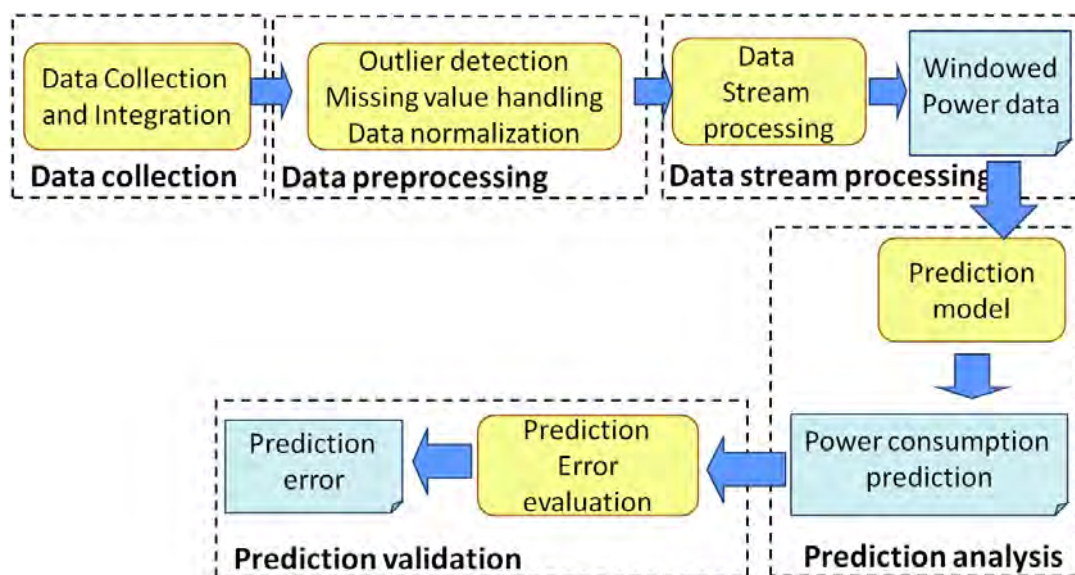 Data Collection
and Integration
Data collection
Outlier detection
Missing value handling
Data normalization
Data preprocessing
Data
Stream
processing
Windowed
Power data
Data stream processing
Prediction
model
Power consumption
prediction
Prediction analysis
Prediction
Error
evaluation
Prediction
error
Prediction validation